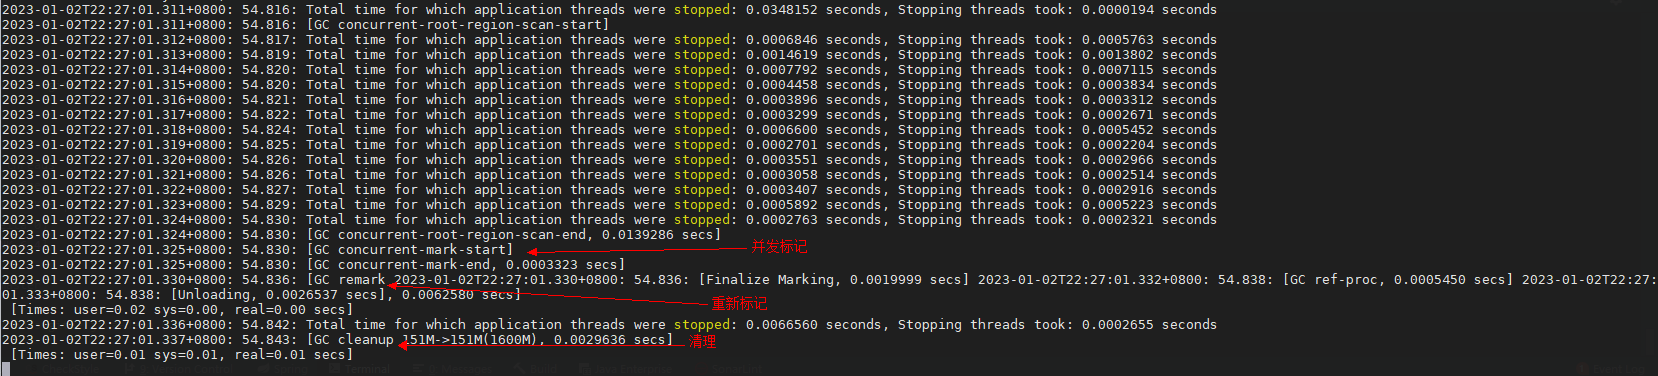 2023-01-02T22:27:01.311+0800: 54.816: Total time for which application threads were stopped: 0.0348152 seconds, Stopping threads took: 0.0000194 seconds
2023-01-02T22:27:01.311+0800: 54.816: [GC concurrent-root-region-scan-start]
2023-01-02T22:27:01.312+0800: 54.817: Total time for which application threads were stopped: 0.0006846 seconds, Stopping threads took: 0.0005763 seconds
2023-01-02T22:27:01.313+0800: 54.819: Total time for which application threads were stopped: 0.0014619 seconds, Stopping threads took: 0.0013802 seconds
2023-01-02T22:27:01.314+0800: 54.820: Total time for which application threads were stopped: 0.0007792 seconds, Stopping threads took: 0.0007115 seconds
2023-01-02T22:27:01.315+0800: 54.820: Total time for which application threads were stopped: 0.0004458 seconds, Stopping threads took: 0.0003834 seconds
2023-01-02T22:27:01.316+0800: 54.821: Total time for which application threads were stopped: 0.0003896 seconds, Stopping threads took: 0.0003312 seconds
2023-01-02T22:27:01.317+0800: 54.822: Total time for which application threads were stopped: 0.0003299 seconds, Stopping threads took: 0.0002671 seconds
2023-01-02T22:27:01.318+0800: 54.824: Total time for which application threads were stopped: 0.0006600 seconds, Stopping threads took: 0.0005452 seconds
2023-01-02T22:27:01.319+0800: 54.825: Total time for which application threads were stopped: 0.0002701 seconds, Stopping threads took: 0.0002204 seconds
2023-01-02T22:27:01.320+0800: 54.826: Total time for which application threads were stopped: 0.0003551 seconds, Stopping threads took: 0.0002966 seconds
2023-01-02T22:27:01.321+0800: 54.826: Total time for which application threads were stopped: 0.0003058 seconds, Stopping threads took: 0.0002514 seconds
2023-01-02T22:27:01.322+0800: 54.827: Total time for which application threads were stopped: 0.0003407 seconds, Stopping threads took: 0.0002916 seconds
2023-01-02T22:27:01.323+0800: 54.829: Total time for which application threads were stopped: 0.0005892 seconds, Stopping threads took: 0.0005223 seconds
2023-01-02T22:27:01.324+0800: 54.830: Total time for which application threads were stopped: 0.0002763 seconds, Stopping threads took: 0.0002321 seconds
2023-01-02T22:27:01.324+0800: 54.830: [GC concurrent-root-region-scan-end, 0.0139286 secs]
2023-01-02T22:27:01.325+0800: 54.830: [GC concurrent-mark-start]
并发标记
2023-01-02T22:27:01.325+0800: 54.830: [GC concurrent-mark-end, 0.0003323 secs]
2023-01-02T22:27:01.330+0800: 54.836: [GC remark 2023-01-02T22:27:01.330+0800: 54.836: [Finalize Marking, 0.0019999 secs] 2023-01-02T22:27:01.332+0800: 54.838: [GC ref-proc, 0.0005450 secs] 2023-01-02T22:27:
01.333+0800: 54.838: [Unloading, 0.0026537 secs], 0.0062580 secs]
重新标记
[Times: user=0.02 sys=0.00, real=0.00 secs]
2023-01-02T22:27:01.336+0800: 54.842: Total time for which application threads were stopped: 0.0066560 seconds, Stopping threads took: 0.0002655 seconds
2023-01-02T22:27:01.337+0800: 54.843: [GC cleanup 151M->151M(1600M), 0.0029636 secs]
清理
[Times: user=0.01 sys=0.01, real=0.01 secs]